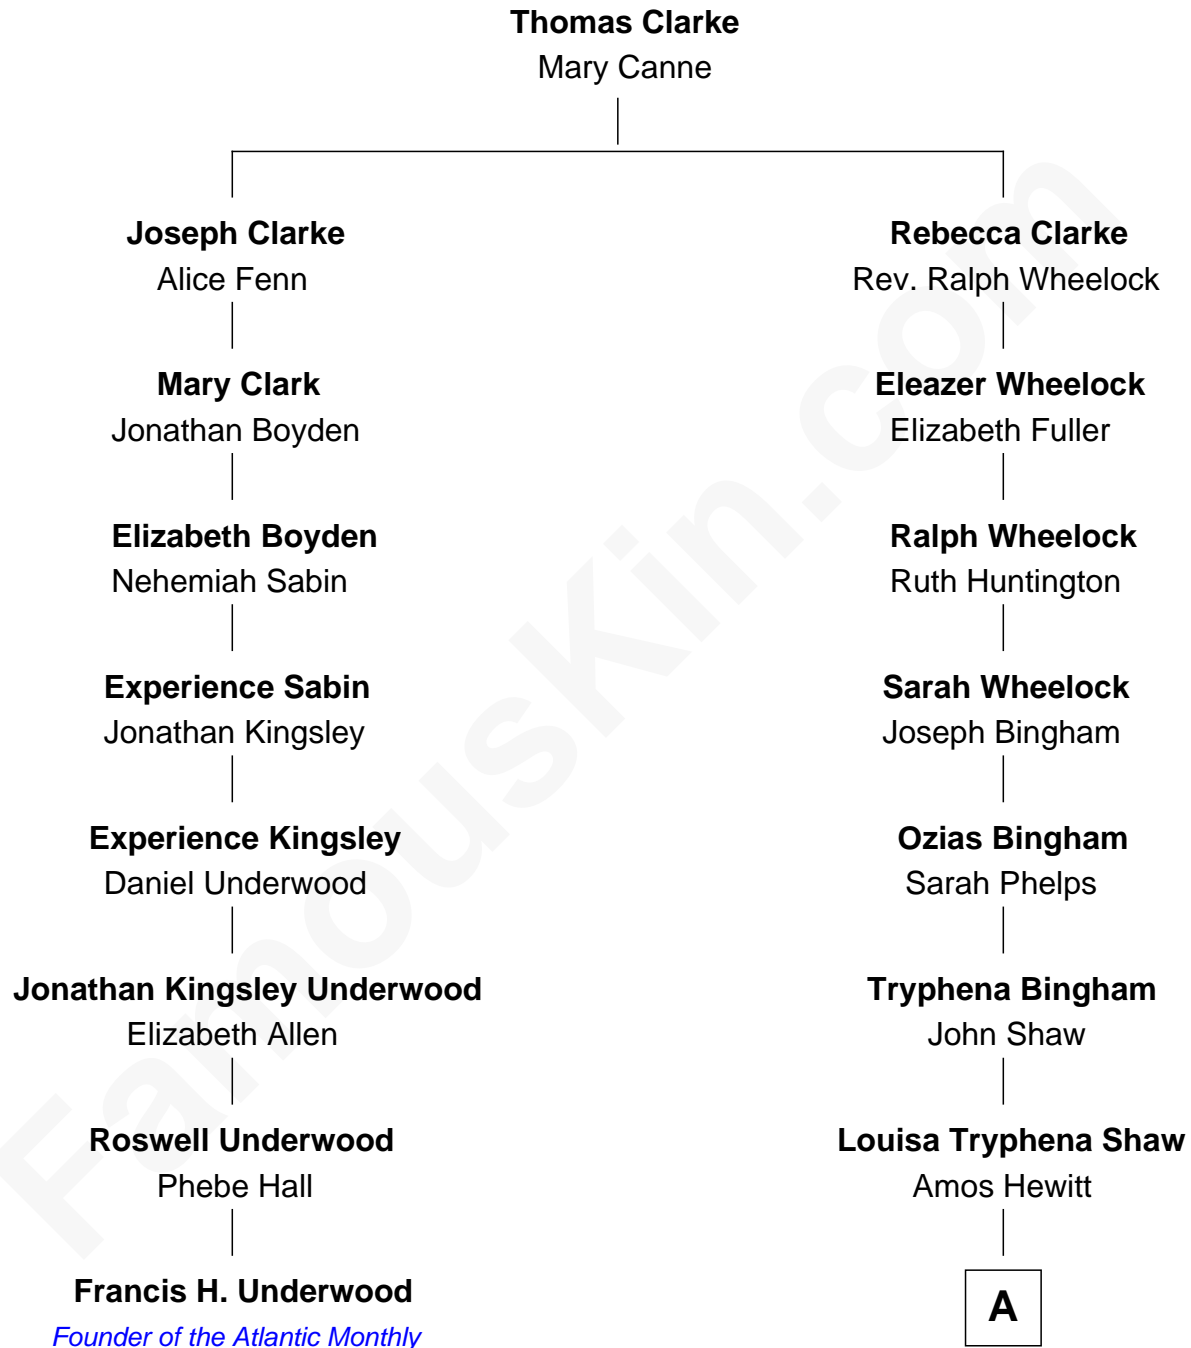 Thomas Clarke
Mary Canne
Joseph Clarke
Alice Fenn
Mary Clark
Jonathan Boyden
Elizabeth Boyden
Nehemiah Sabin
Experience Sabin
Jonathan Kingsley
Experience Kingsley
Daniel Underwood
Jonathan Kingsley Underwood
Elizabeth Allen
Roswell Underwood
Phebe Hall
Francis H. Underwood
Founder of the Atlantic Monthly
Rebecca Clarke
Rev. Ralph Wheelock
Eleazer Wheelock
Elizabeth Fuller
Ralph Wheelock
Ruth Huntington
Sarah Wheelock
Joseph Bingham
Ozias Bingham
Sarah Phelps
Tryphena Bingham
John Shaw
Louisa Tryphena Shaw
Amos Hewitt
A
FamousKin.com